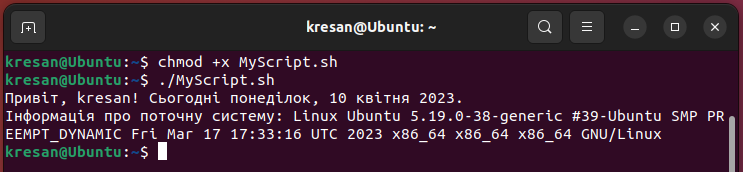 kresan@Ubuntu: ~
kresan@Ubuntu:~$ chmod +x MyScript.sh
kresan@Ubuntu:~$ ./MyScript.sh
Привіт, kresan! Сьогодні понеділок, 10 квітня 2023.
Інформація про поточну систему: Linux Ubuntu 5.19.0-38-generic #39-Ubuntu SMP PR
EEMPT_DYNAMIC Fri Mar 17 17:33:16 UTC 2023 x86_64 x86_64 x86_64 GNU/Linux
kresan@Ubuntu:~$